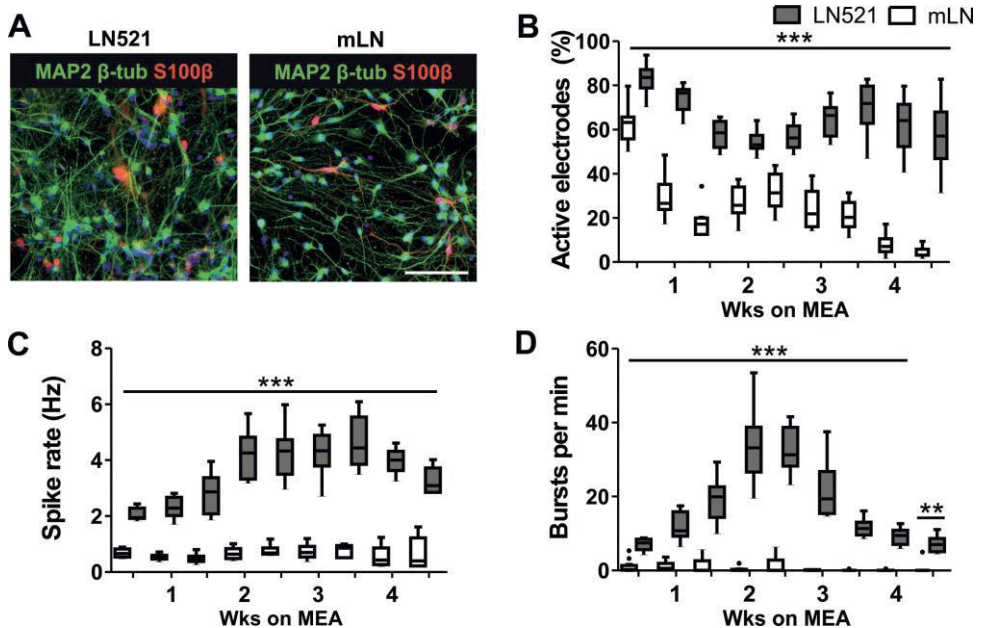 A
LN521
mLN
MAP2 β-tub S100β
MAP2 β-tub S100β
B
LN521
mLN
***
Active electrodes (%)
100
80
60
40
20
0
1 2 3 4
Wks on MEA
C
***
Spike rate (Hz)
8
6
4
2
0
1 2 3 4
Wks on MEA
D
***
**
Bursts per min
60
40
20
0
1 2 3 4
Wks on MEA